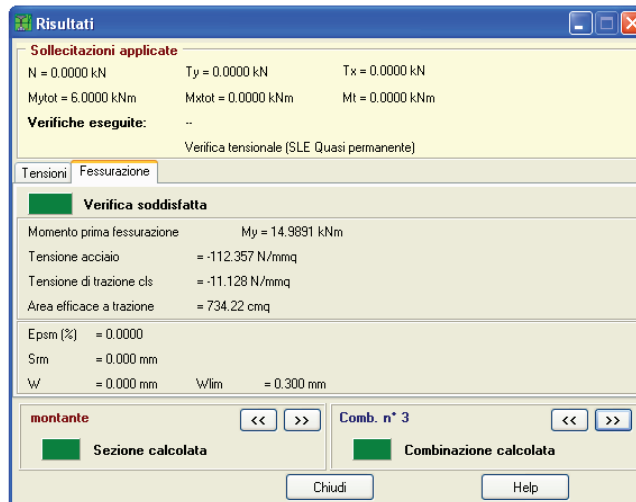 Risultati
Sollecitazioni applicate
N = 0.0000 kN Ty = 0.0000 kN Tx = 0.0000 kN
Mytot = 6.0000 kNm Mxtot = 0.0000 kNm Mt = 0.0000 kNm
Verifiche eseguite: --
Verifica tensionale (SLE Quasi permanente)
Tensioni Fessurazione
Verifica soddisfatta
Momento prima fessurazione My = 14.9891 kNm
Tensione acciaio = -112.357 N/mmq
Tensione di trazione cls = -11.128 N/mmq
Area efficace a trazione = 734.22 cmq
Epsm (%) = 0.0000
Srm = 0.000 mm
W = 0.000 mm Wlim = 0.300 mm
montante << >> Comb. n° 3 << >>
Sezione calcolata Combinazione calcolata
Chiudi Help